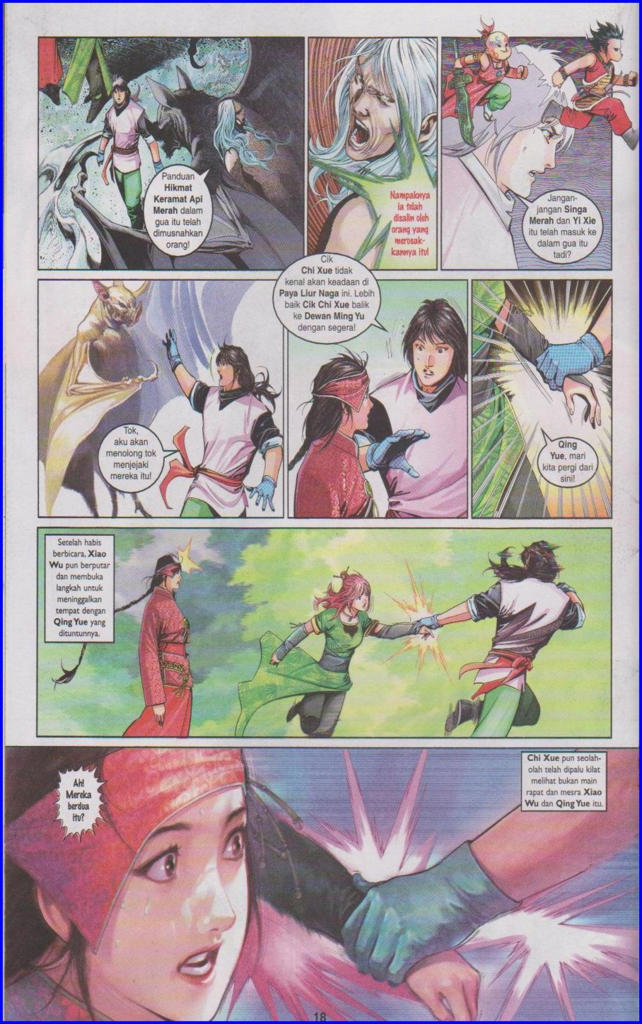 Panduan
Hikmat
Keramat Api
Merah dalam
gua itu telah
dimusnahkan
orang!
Nampaknya
ia telah
disalin oleh
orang yang
merosak-
kannya itu!
Jangan-
jangan Singa
Merah dan Yi Xie
itu telah masuk ke
dalam gua itu
tadi?
Tok,
aku akan
menolong tok
menjejaki
mereka itu!
Cik
Chi Xue tidak
kenal akan keadaan di
Paya Liur Naga ini. Lebih
baik Cik Chi Xue balik
ke Dewan Ming Yu
dengan segera!
Qing
Yue, mari
kita pergi dari
sini!
Setelah habis
berbicara, Xiao
Wu pun berputar
dan membuka
langkah untuk
meninggalkan
tempat dengan
Qing Yue yang
dituntunnya.
Ah!
Mereka
berdua
itu?
Chi Xue pun seolah-
olah telah dipalu kilat
melihat bukan main
rapat dan mesra Xiao
Wu dan Qing Yue itu.
18